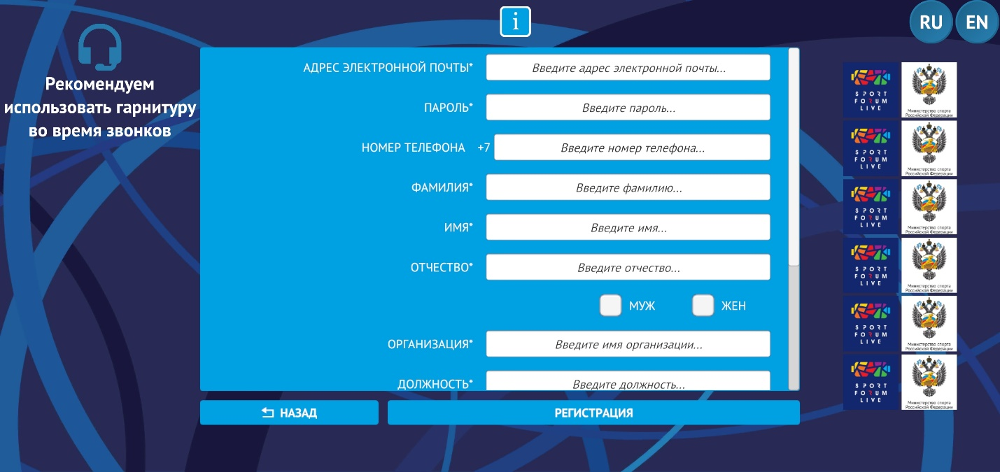 i
RU EN
Рекомендуем
использовать гарнитуру
во время звонков
АДРЕС ЭЛЕКТРОННОЙ ПОЧТЫ* Введите адрес электронной почты...
ПАРОЛЬ* Введите пароль...
НОМЕР ТЕЛЕФОНА +7 Введите номер телефона...
ФАМИЛИЯ* Введите фамилию...
ИМЯ* Введите имя...
ОТЧЕСТВО* Введите отчество...
МУЖ ЖЕН
ОРГАНИЗАЦИЯ* Введите имя организации...
ДОЛЖНОСТЬ* Введите должность...
НАЗАД РЕГИСТРАЦИЯ
SPORT
FORUM
LIVE
Министерство спорта
Российской Федерации
SPORT
FORUM
LIVE
Министерство спорта
Российской Федерации
SPORT
FORUM
LIVE
Министерство спорта
Российской Федерации
SPORT
FORUM
LIVE
Министерство спорта
Российской Федерации
SPORT
FORUM
LIVE
Министерство спорта
Российской Федерации
SPORT
FORUM
LIVE
Министерство спорта
Российской Федерации